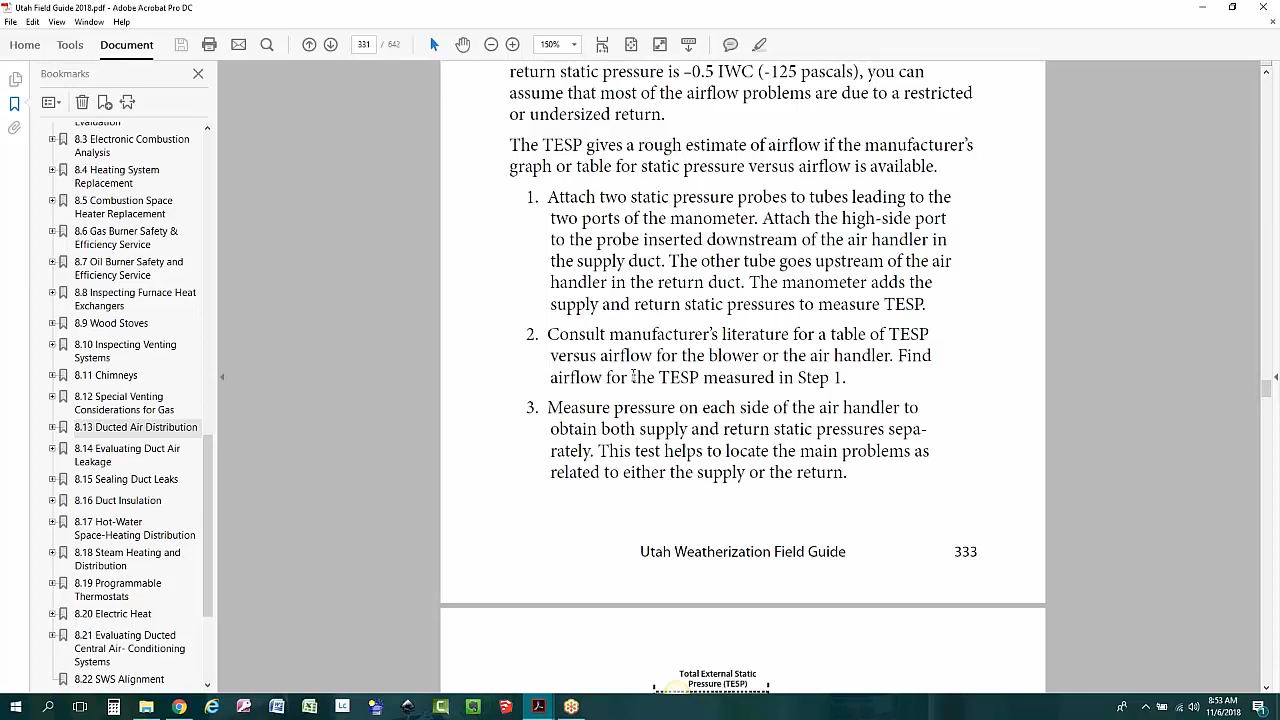 Utah Field Guide 2018.pdf - Adobe Acrobat Pro DC
File Edit View Window Help
Home Tools Document
331 / 642
150%
Bookmarks
Evaluation
8.3 Electronic Combustion
Analysis
8.4 Heating System
Replacement
8.5 Combustion Space
Heater Replacement
8.6 Gas Burner Safety &
Efficiency Service
8.7 Oil Burner Safety and
Efficiency Service
8.8 Inspecting Furnace Heat
Exchangers
8.9 Wood Stoves
8.10 Inspecting Venting
Systems
8.11 Chimneys
8.12 Special Venting
Considerations for Gas
8.13 Ducted Air Distribution
8.14 Evaluating Duct Air
Leakage
8.15 Sealing Duct Leaks
8.16 Duct Insulation
8.17 Hot-Water
Space-Heating Distribution
8.18 Steam Heating and
Distribution
8.19 Programmable
Thermostats
8.20 Electric Heat
8.21 Evaluating Ducted
Central Air- Conditioning
Systems
8.22 SWS Alignment
return static pressure is –0.5 IWC (-125 pascals), you can
assume that most of the airflow problems are due to a restricted
or undersized return.
The TESP gives a rough estimate of airflow if the manufacturer’s
graph or table for static pressure versus airflow is available.
1. Attach two static pressure probes to tubes leading to the
two ports of the manometer. Attach the high-side port
to the probe inserted downstream of the air handler in
the supply duct. The other tube goes upstream of the air
handler in the return duct. The manometer adds the
supply and return static pressures to measure TESP.
2. Consult manufacturer’s literature for a table of TESP
versus airflow for the blower or the air handler. Find
airflow for the TESP measured in Step 1.
3. Measure pressure on each side of the air handler to
obtain both supply and return static pressures sepa-
rately. This test helps to locate the main problems as
related to either the supply or the return.
Utah Weatherization Field Guide 333
Total External Static
Pressure (TESP)
8:53 AM
11/6/2018